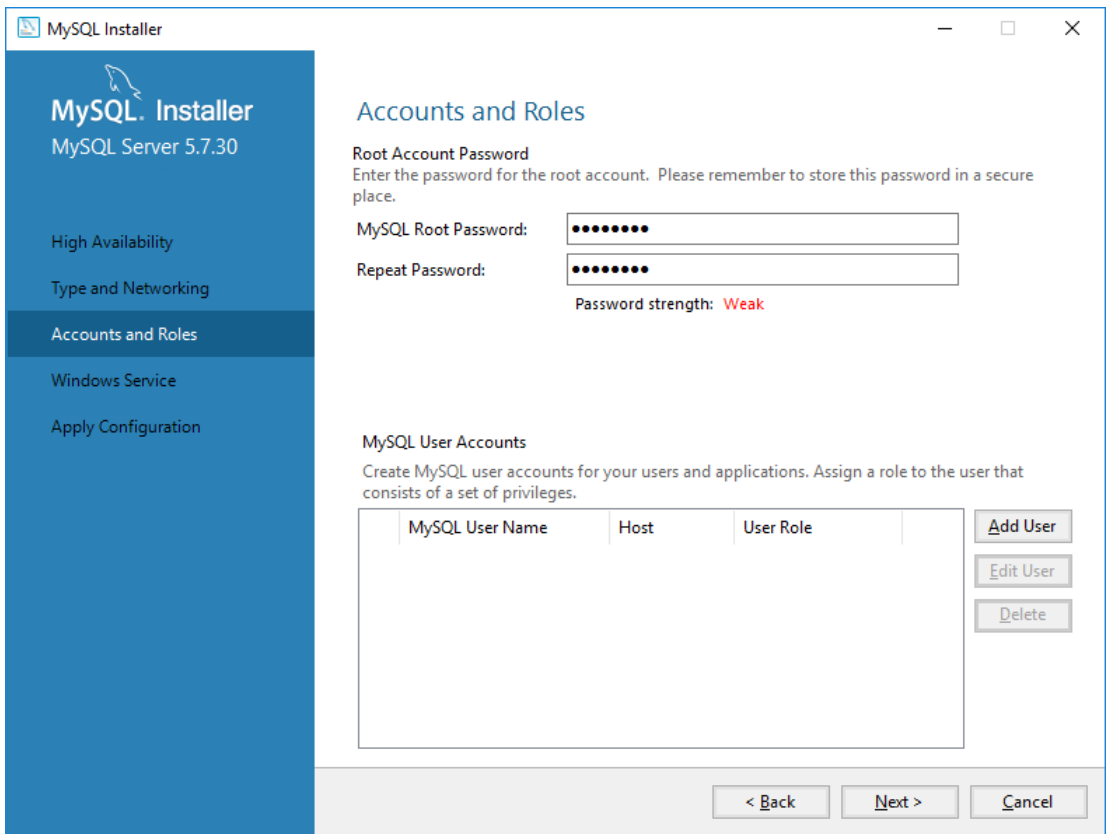 MySQL Installer
MySQL. Installer
MySQL Server 5.7.30
High Availability
Type and Networking
Accounts and Roles
Windows Service
Apply Configuration
Accounts and Roles
Root Account Password
Enter the password for the root account.  Please remember to store this password in a secure
place.
MySQL Root Password: ●●●●●●●●
Repeat Password: ●●●●●●●●
Password strength: Weak
MySQL User Accounts
Create MySQL user accounts for your users and applications. Assign a role to the user that
consists of a set of privileges.
MySQL User Name Host User Role
Add User
Edit User
Delete
< Back Next > Cancel